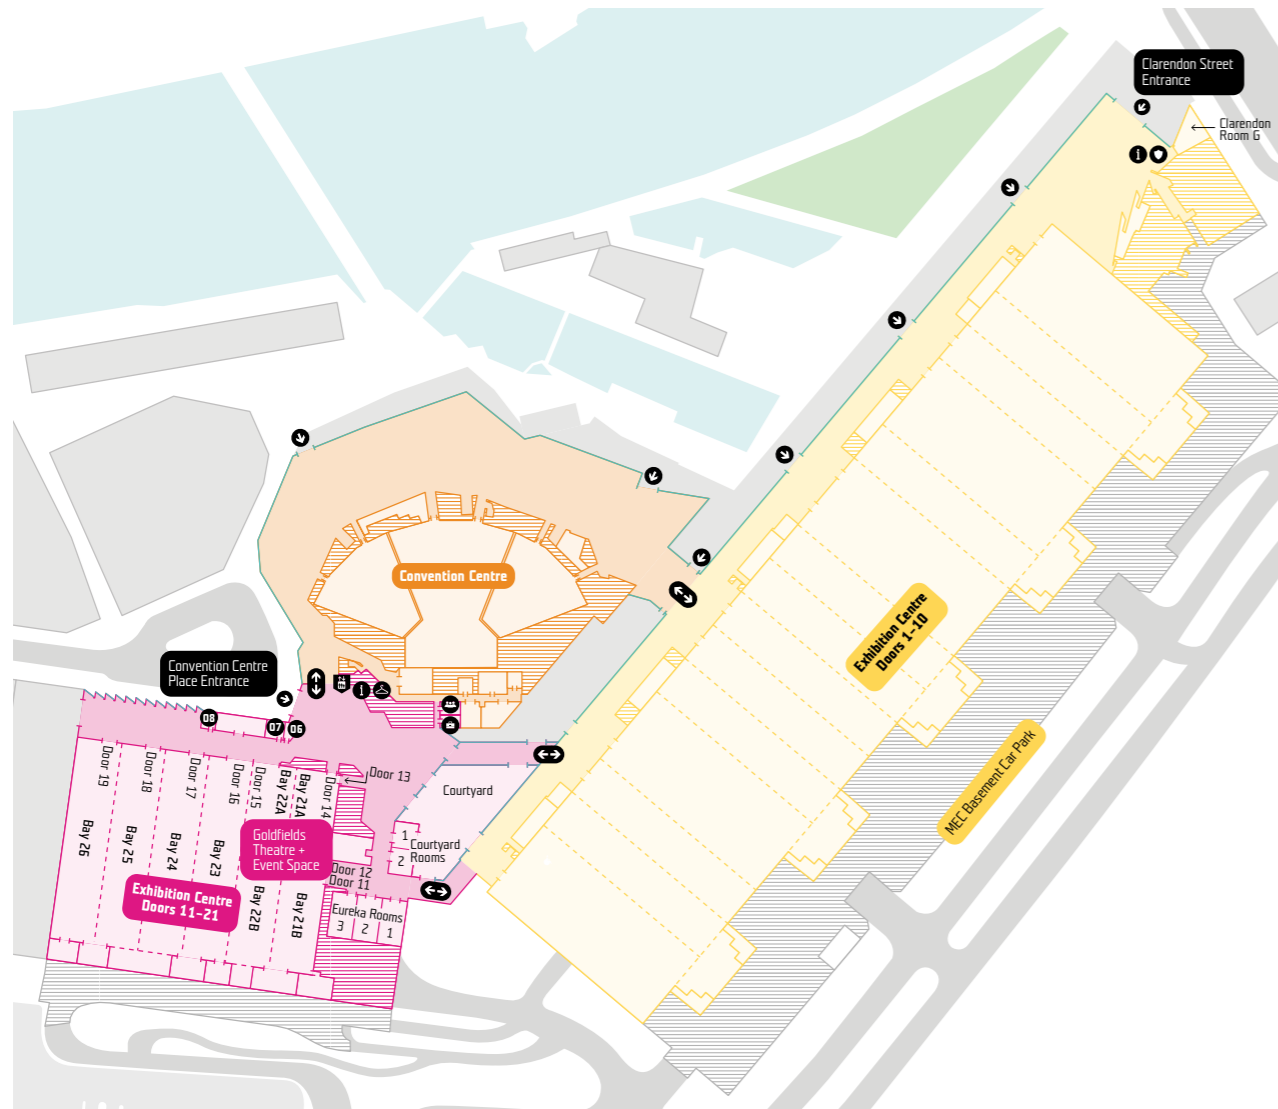 Clarendon Street
Entrance
Clarendon
Room G
i
Convention Centre
Exhibition Centre
Doors 1-10
Convention Centre
Place Entrance
i
08
07
06
MEC Basement Car Park
Door 19
Door 18
Door 17
Door 16
Door 15
Bay 22A
Bay 21A
Door 14
Door 13
Courtyard
Bay 26
Bay 25
Bay 24
Bay 23
Goldfields
Theatre +
Event Space
1
2
Courtyard
Rooms
Door 12
Door 11
Exhibition Centre
Doors 11-21
Bay 22B
Bay 21B
Eureka Rooms
3
2
1